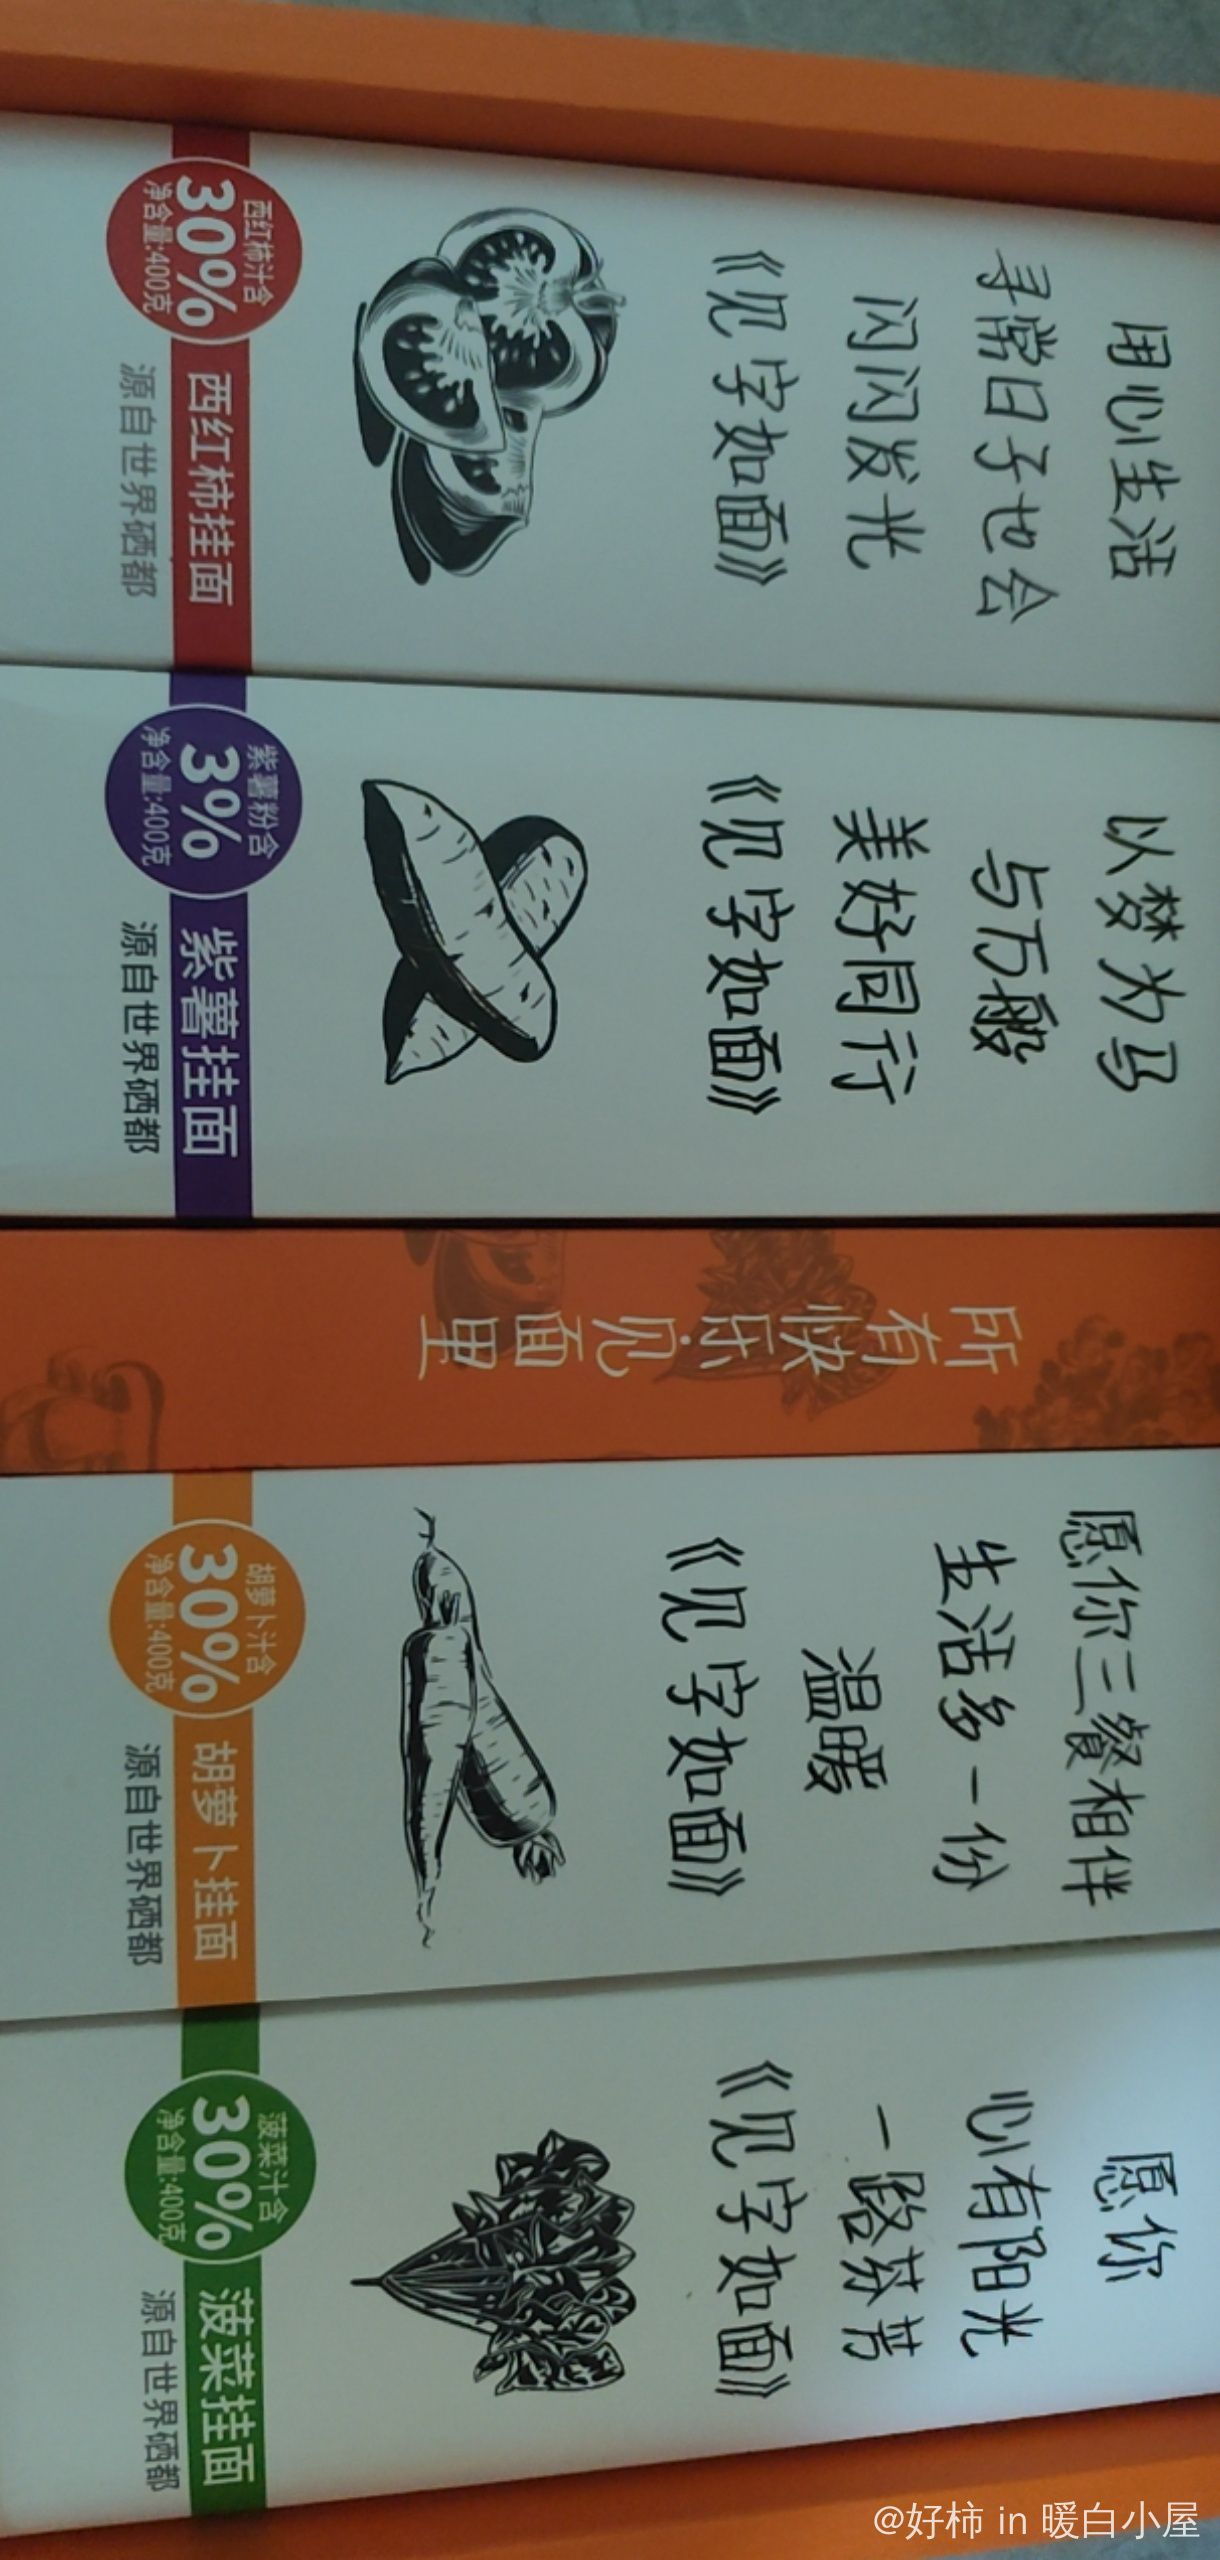 用心生活
寻常日子也会
闪闪发光
《见字如面》
西红柿汁含
30%
净含量:400克
西红柿挂面
源自世界硒都
以梦为马
与万般
美好同行
《见字如面》
紫薯粉含
3%
净含量:400克
紫薯挂面
源自世界硒都
所有快乐·见面里
愿你三餐相伴
生活多一份
温暖
《见字如面》
胡萝卜汁含
30%
净含量:400克
胡萝卜挂面
源自世界硒都
愿你
心有阳光
一路芬芳
《见字如面》
菠菜汁含
30%
净含量:400克
菠菜挂面
源自世界硒都
@好柿 in 暖白小屋